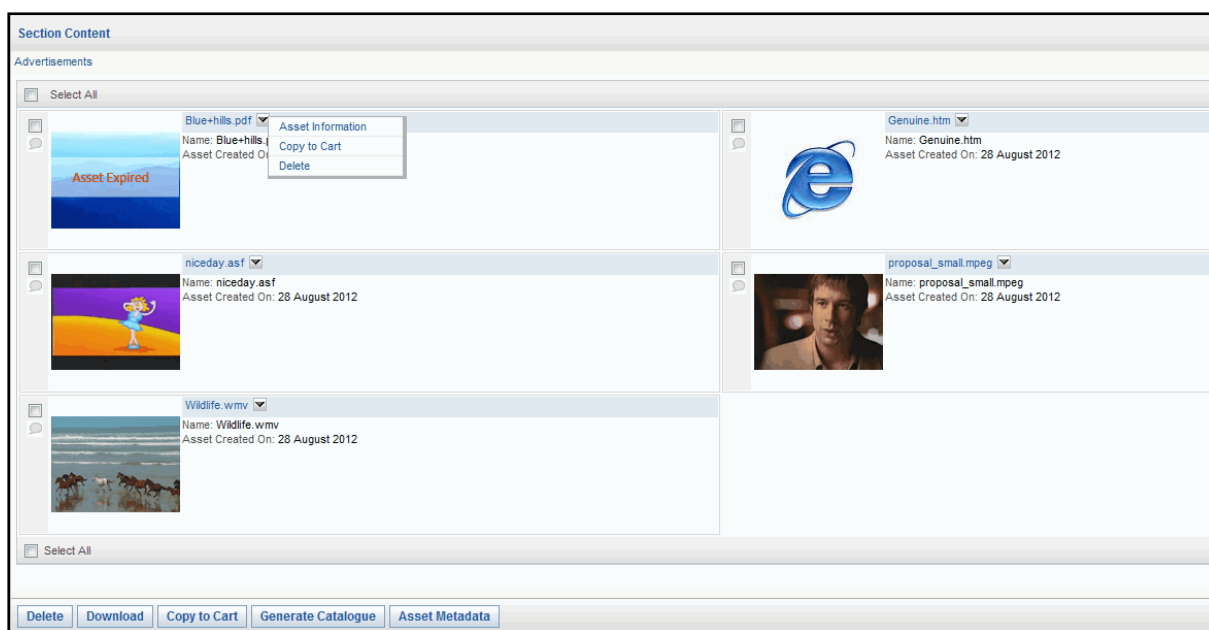 Section Content
Advertisements
Select All
Blue+hills.pdf
Asset Information
Copy to Cart
Delete
Name: Blue+hills.
Asset Created
Asset Expired
Genuine.htm
Name: Genuine.htm
Asset Created On: 28 August 2012
niceday.asf
Name: niceday.asf
Asset Created On: 28 August 2012
proposal_small.mpeg
Name: proposal_small.mpeg
Asset Created On: 28 August 2012
Wildlife.wmv
Name: Wildlife.wmv
Asset Created On: 28 August 2012
Select All
Delete Download Copy to Cart Generate Catalogue Asset Metadata